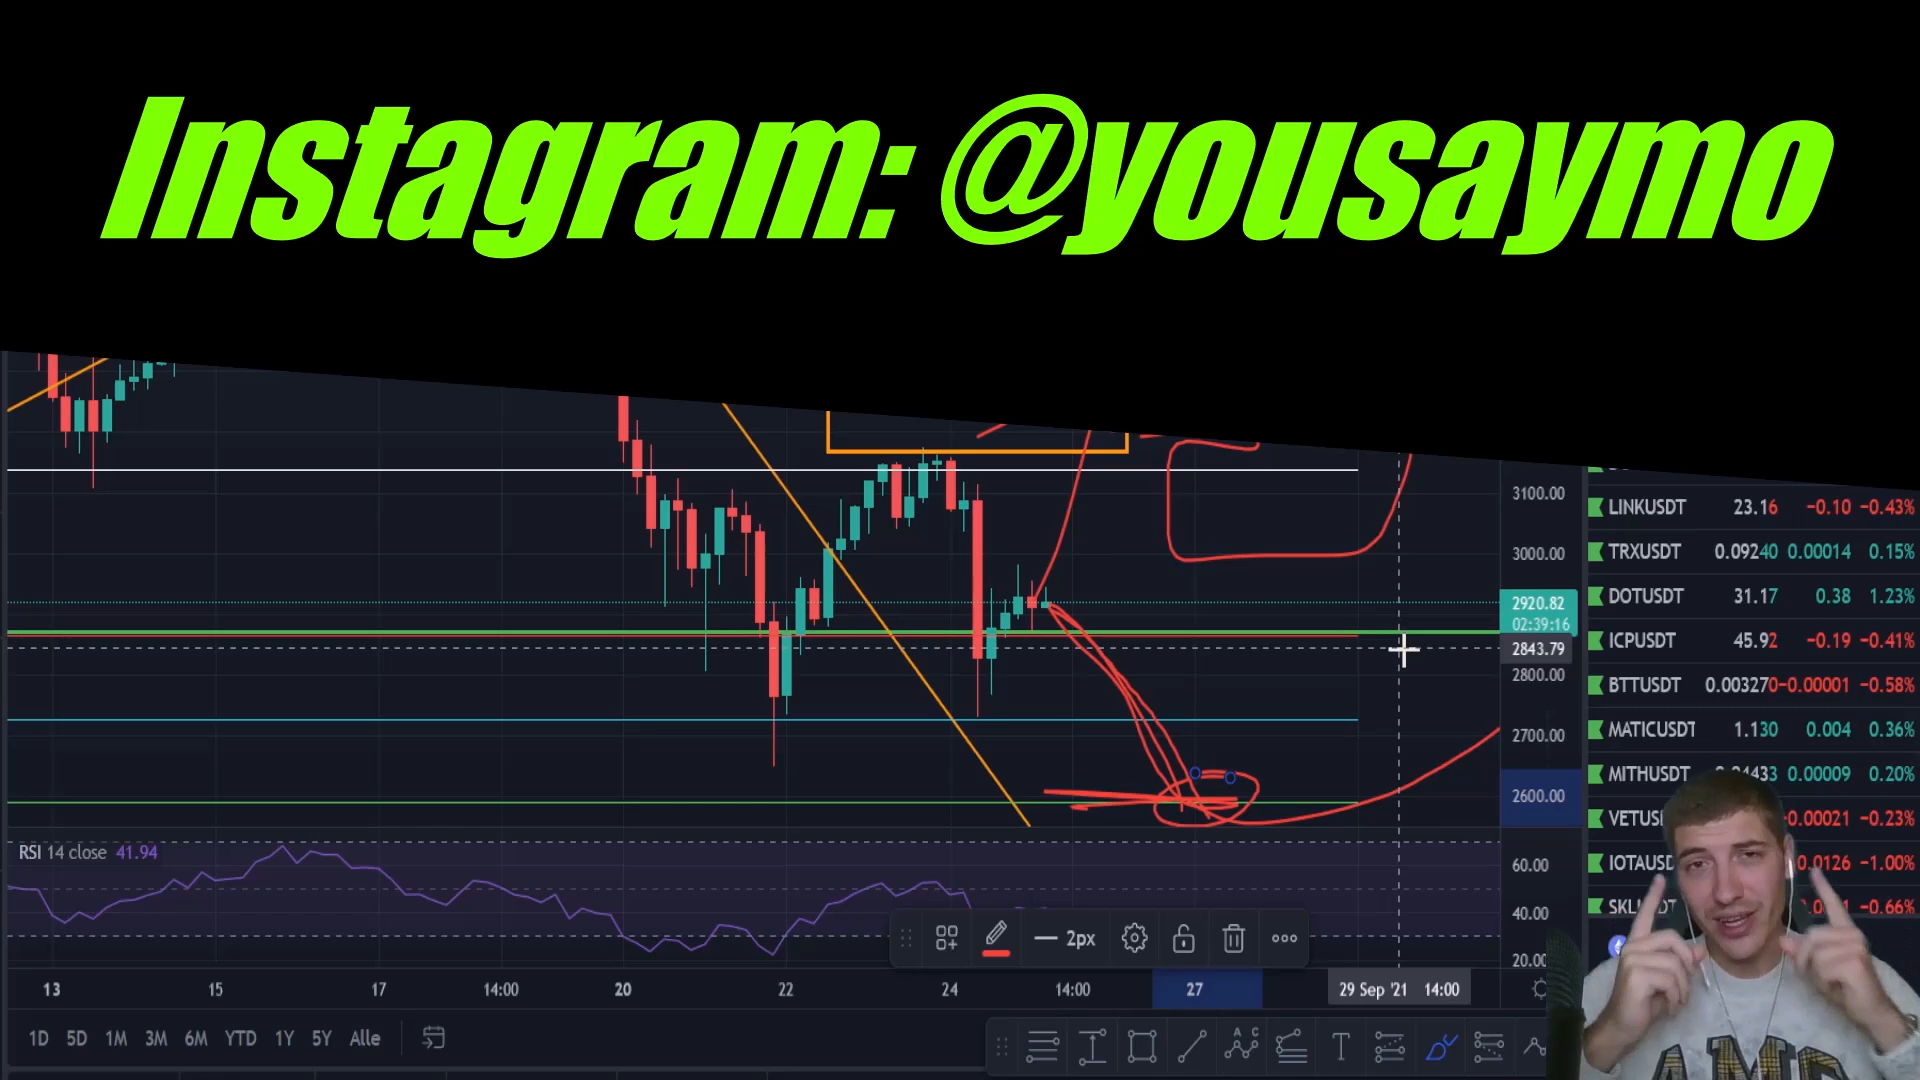 Instagram: @yousaymo
3100.00
3000.00
2920.82
02:39:16
2843.79
2800.00
2700.00
2600.00
LINKUSDT 23.16 −0.10 −0.43%
TRXUSDT 0.09240 0.00014 0.15%
DOTUSDT 31.17 0.38 1.23%
ICPUSDT 45.92 −0.19 −0.41%
BTTUSDT 0.003270 −0.00001 −0.58%
MATICUSDT 1.130 0.004 0.36%
MITHUSDT 0.00009 0.20%
0.00021 −0.23%
0.0126 −1.00%
−0.66%
RSI 14 close 41.94
60.00
40.00
20.00
2px
13 15 17 14:00 20 22 24 14:00 27 29 Sep '21 14:00
1D 5D 1M 3M 6M YTD 1Y 5Y Alle